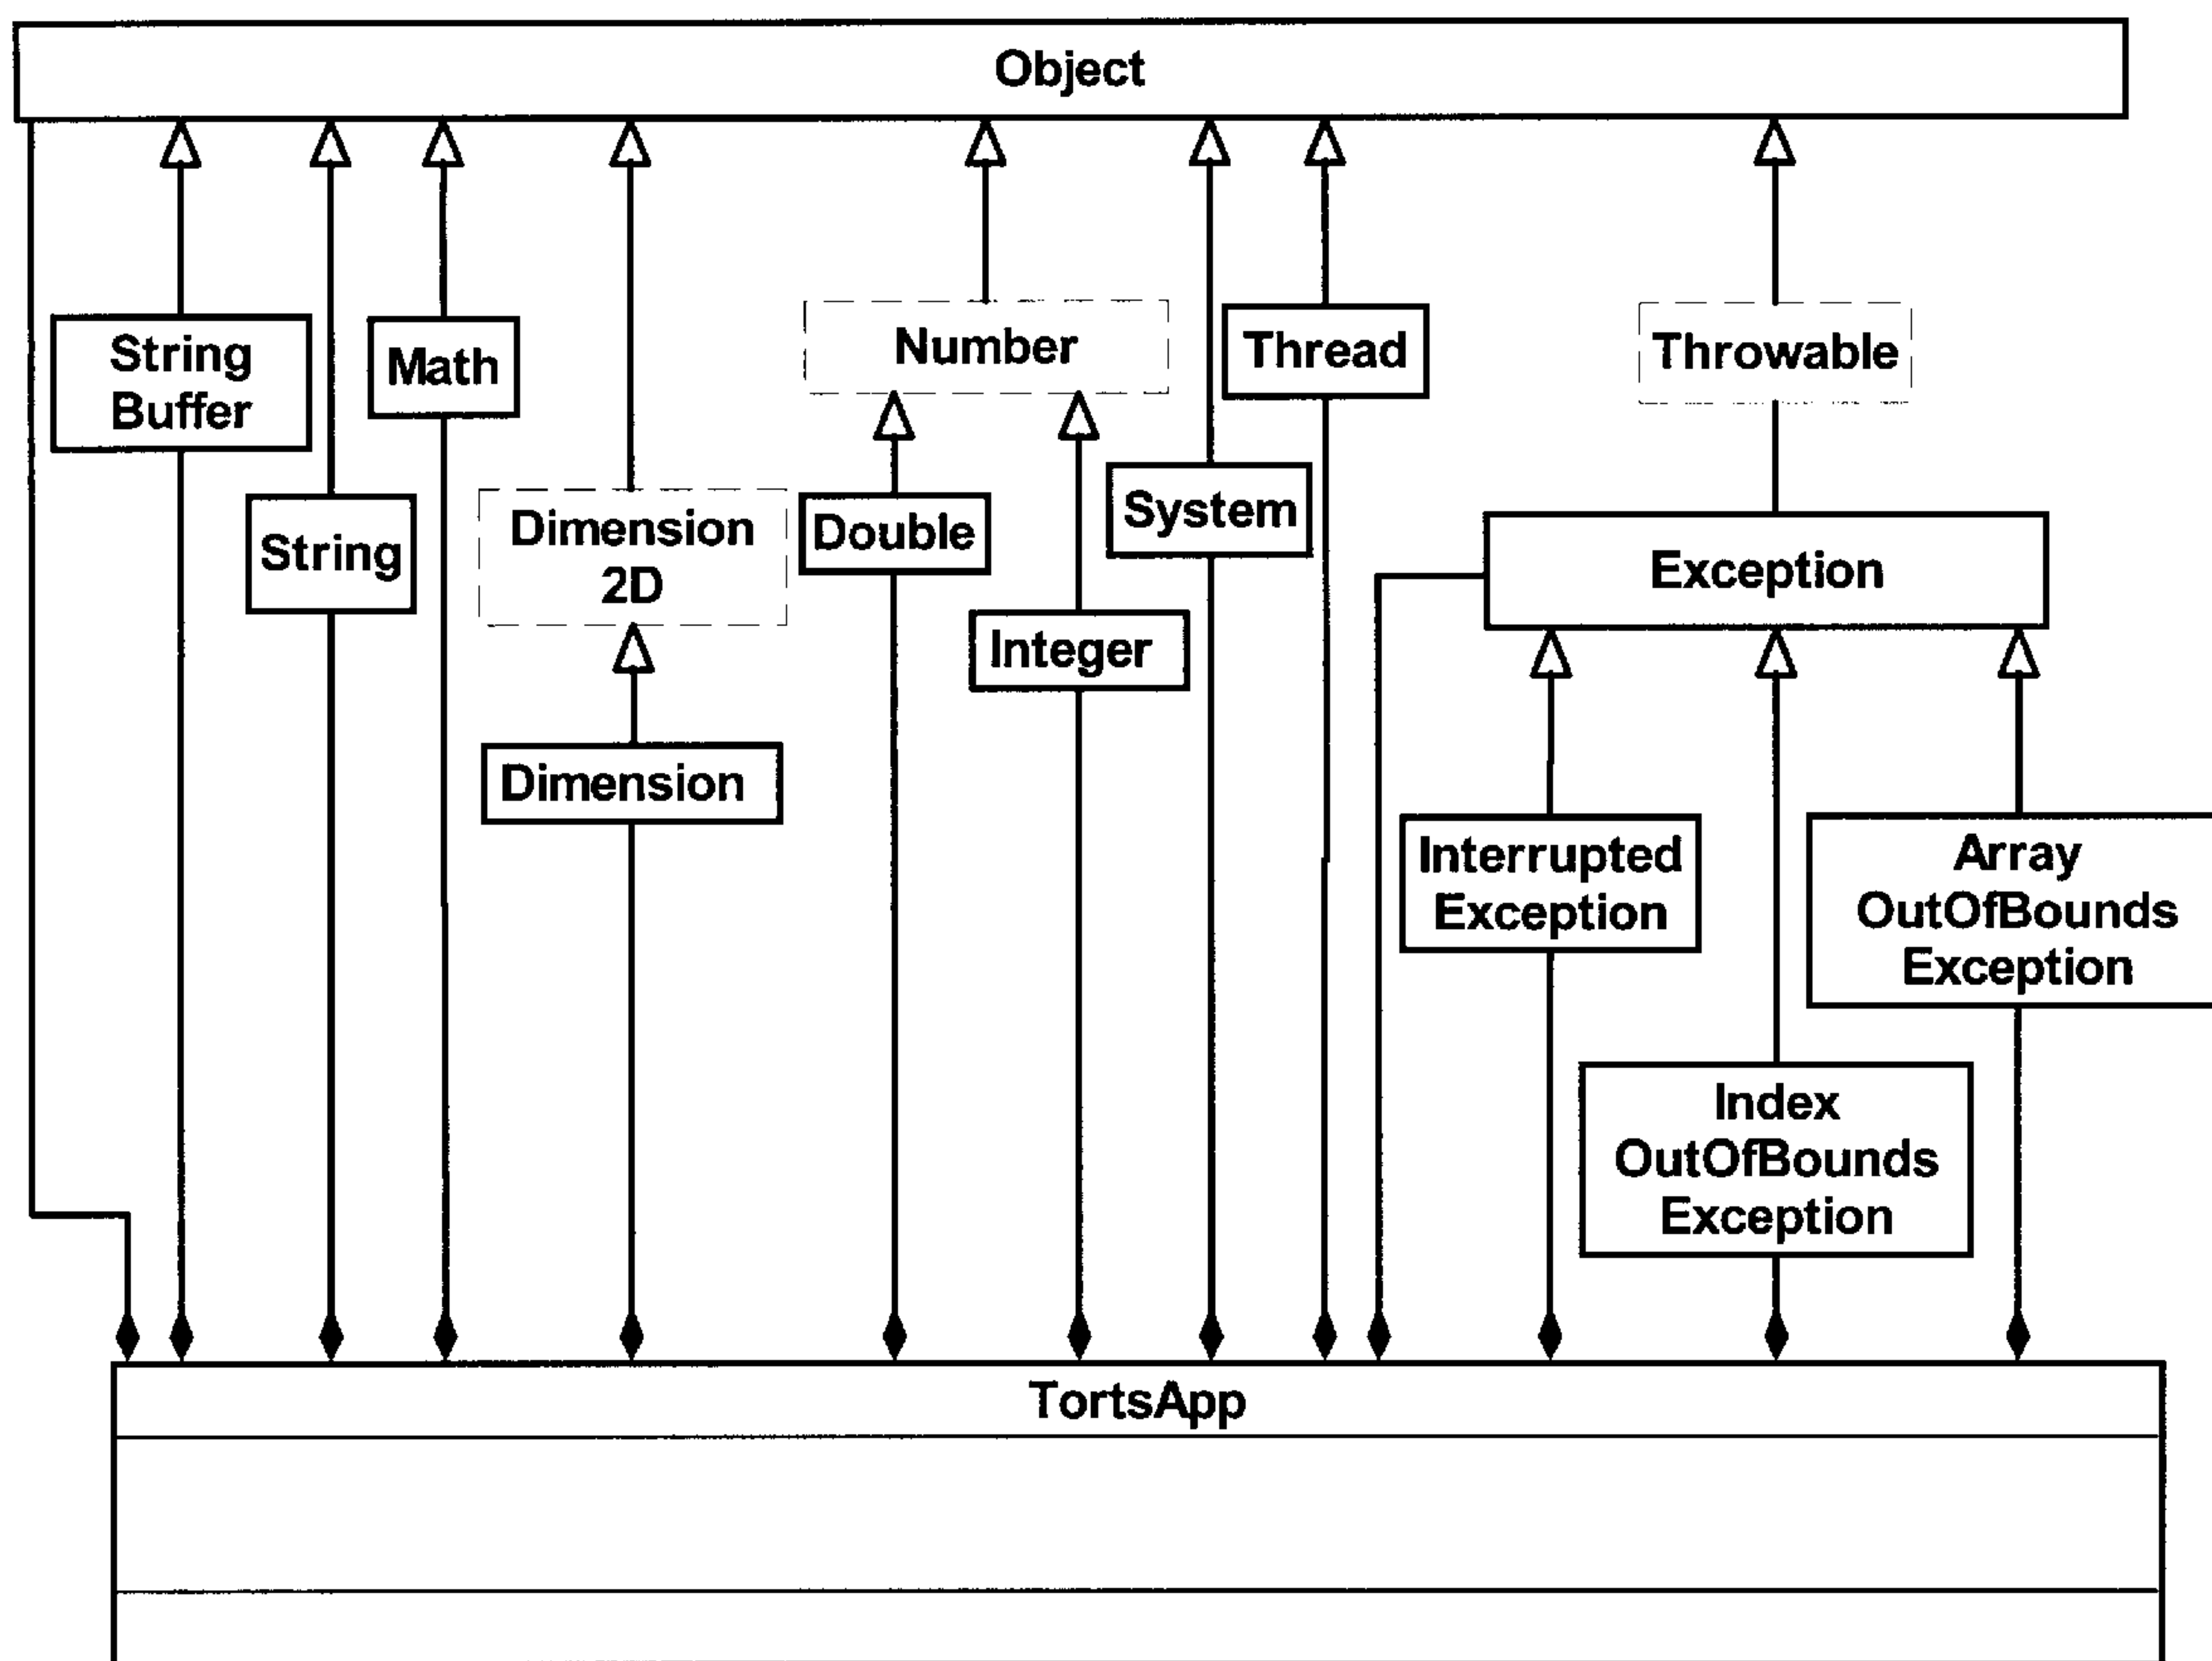 Object
String
Buffer
Math
Number
Thread
Throwable
String
Dimension
2D
Double
System
Exception
Integer
Dimension
Interrupted
Exception
Array
OutOfBounds
Exception
Index
OutOfBounds
Exception
TortsApp